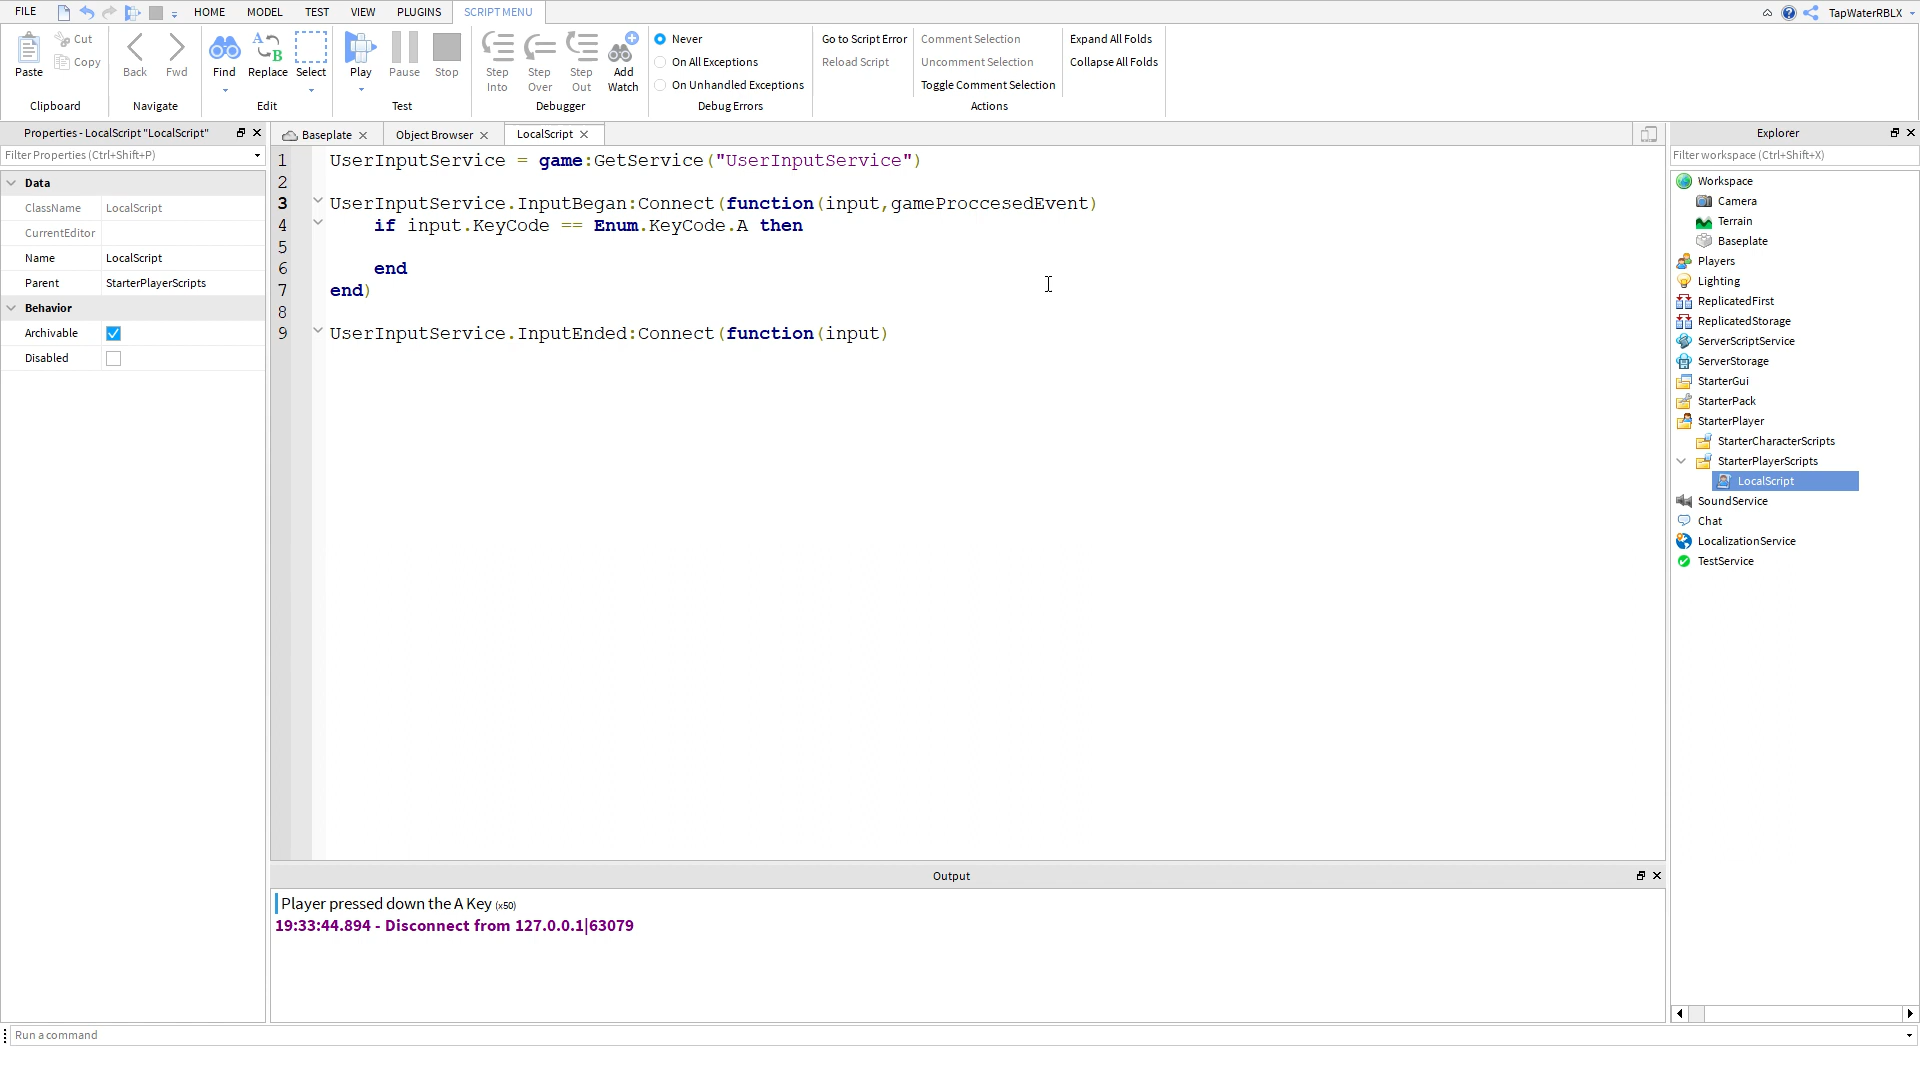 FILE
HOME
MODEL
TEST
VIEW
PLUGINS
SCRIPT MENU
TapWaterRBLX
Paste
Cut
Copy
Clipboard
Back
Fwd
Navigate
Find
Replace
Select
Edit
Play
Pause
Stop
Test
Step Into
Step Over
Step Out
Add Watch
Debugger
Never
On All Exceptions
On Unhandled Exceptions
Debug Errors
Go to Script Error
Reload Script
Comment Selection
Uncomment Selection
Toggle Comment Selection
Actions
Expand All Folds
Collapse All Folds
Properties - LocalScript "LocalScript"
Filter Properties (Ctrl+Shift+P)
Data
ClassName LocalScript
CurrentEditor
Name LocalScript
Parent StarterPlayerScripts
Behavior
Archivable
Disabled
Baseplate
Object Browser
LocalScript
1 UserInputService = game:GetService("UserInputService")
2
3 UserInputService.InputBegan:Connect(function(input,gameProccesedEvent)
4 if input.KeyCode == Enum.KeyCode.A then
5
6 end
7 end)
8
9 UserInputService.InputEnded:Connect(function(input)
Output
Player pressed down the A Key (x50)
19:33:44.894 - Disconnect from 127.0.0.1|63079
Explorer
Filter workspace (Ctrl+Shift+X)
Workspace
Camera
Terrain
Baseplate
Players
Lighting
ReplicatedFirst
ReplicatedStorage
ServerScriptService
ServerStorage
StarterGui
StarterPack
StarterPlayer
StarterCharacterScripts
StarterPlayerScripts
LocalScript
SoundService
Chat
LocalizationService
TestService
Run a command